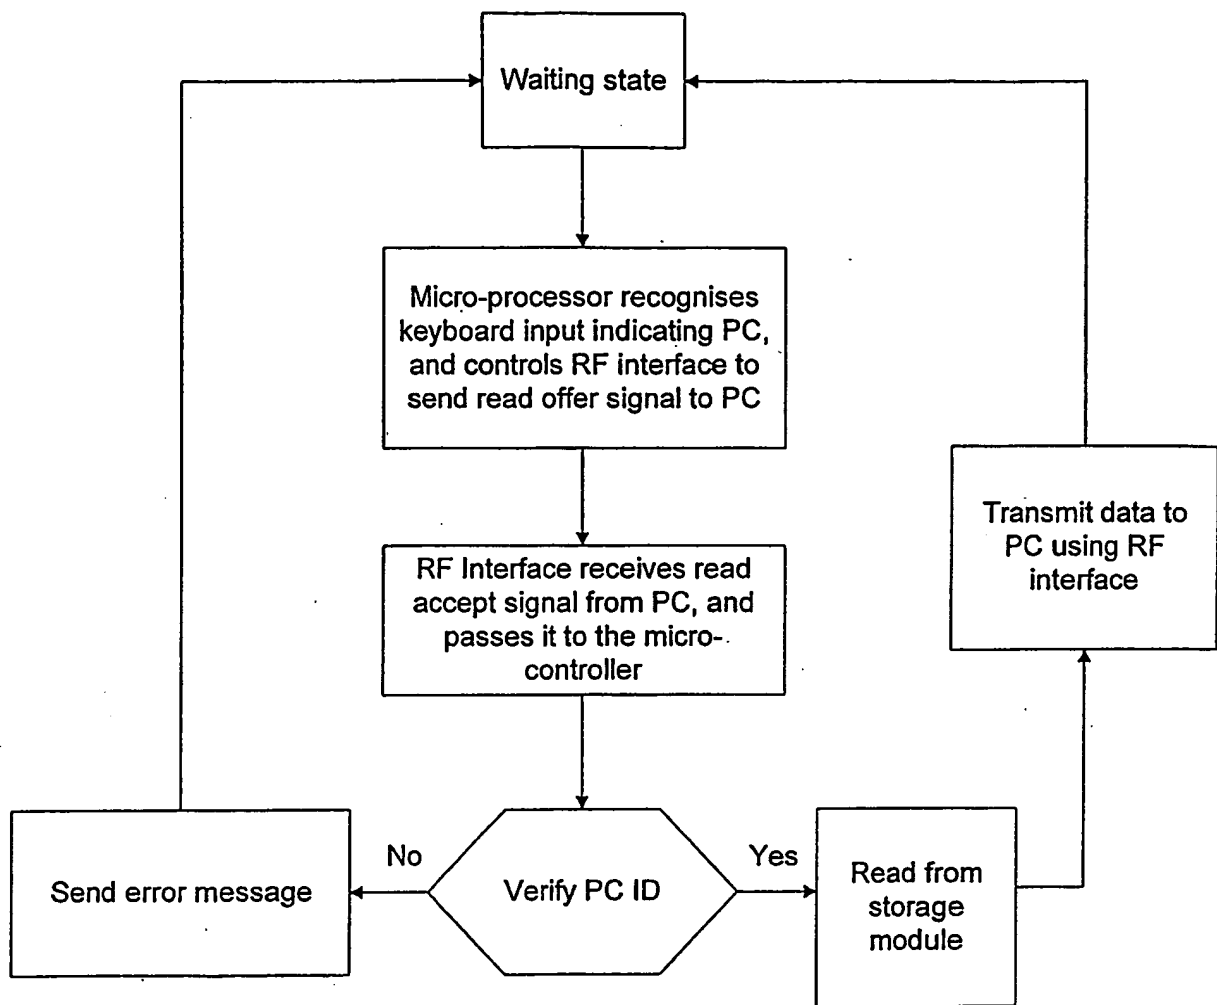 Waiting state
Micro-processor recognises
keyboard input indicating PC,
and controls RF interface to
send read offer signal to PC
Transmit data to
PC using RF
interface
RF Interface receives read
accept signal from PC, and
passes it to the micro-
controller
No
Yes
Send error message
Verify PC ID
Read from
storage
module